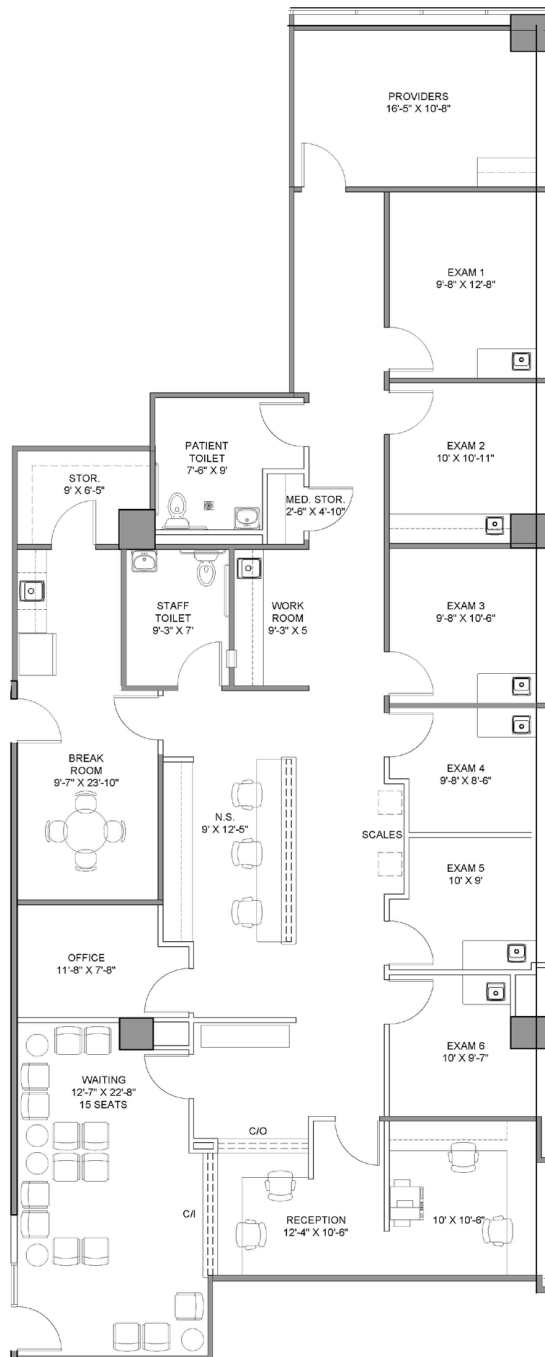 PROVIDERS
16'-5" X 10'-8"
EXAM 1
9'-8" X 12'-8"
PATIENT
TOILET
7'-6" X 9'
EXAM 2
10' X 10'-11"
STOR.
9' X 6'-5"
MED. STOR.
2'-6" X 4'-10"
STAFF
TOILET
9'-3" X 7'
WORK
ROOM
9'-3" X 5
EXAM 3
9'-8" X 10'-6"
BREAK
ROOM
9'-7" X 23'-10"
N.S.
9' X 12'-5"
EXAM 4
9'-8" X 8'-6"
SCALES
EXAM 5
10' X 9'
OFFICE
11'-8" X 7'-8"
EXAM 6
10' X 9'-7"
WAITING
12'-7" X 22'-8"
15 SEATS
C/O
C/I
RECEPTION
12'-4" X 10'-6"
10' X 10'-6"